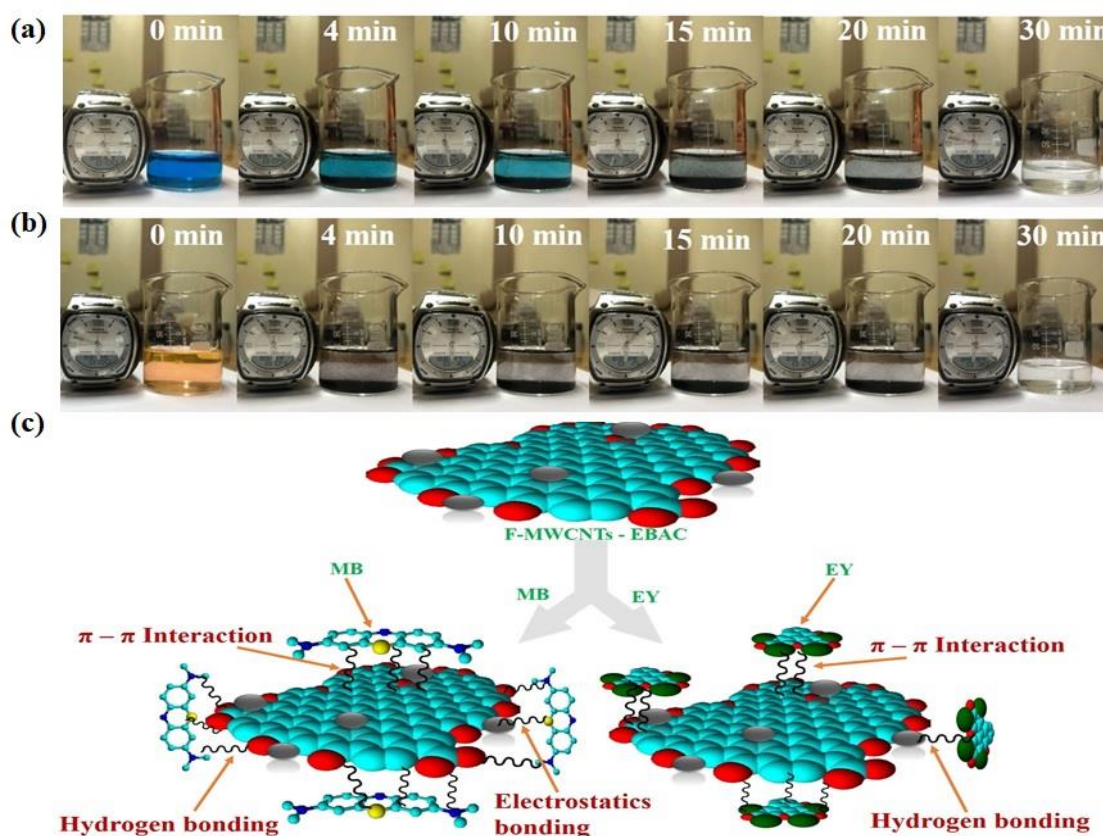 (a)
0 min 4 min 10 min 15 min 20 min 30 min
(b)
0 min 4 min 10 min 15 min 20 min 30 min
(c)
F-MWCNTs - EBAC
MB
MB
EY
EY
π – π Interaction
π – π Interaction
Hydrogen bonding
Electrostatics
bonding
Hydrogen bonding